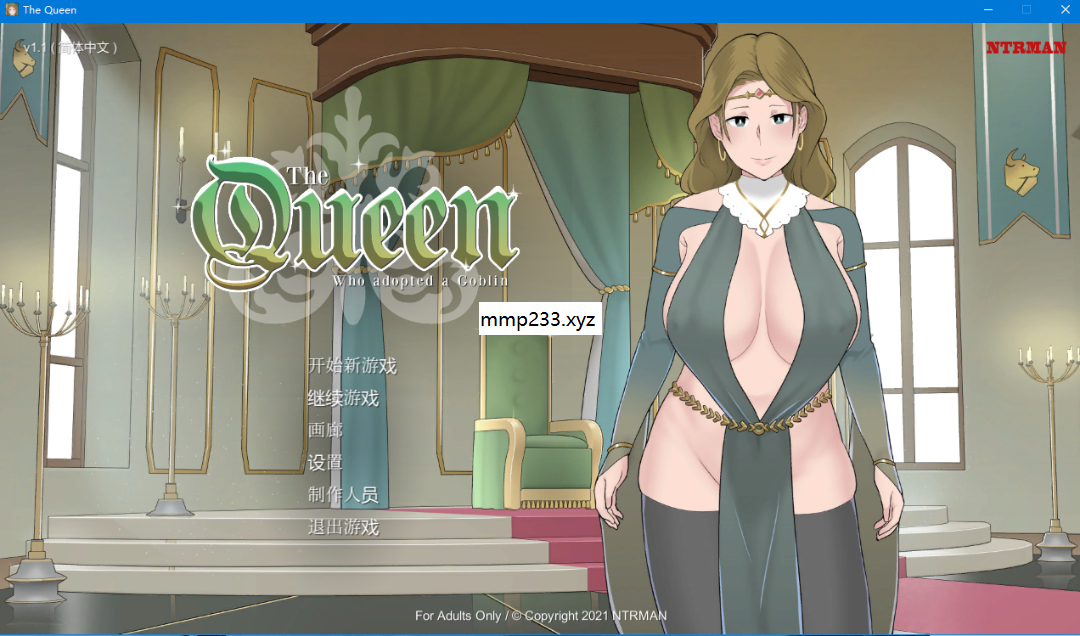 The Queen
v1.1 ( 简体中文 )
NTRMAN
The
Queen
Who adopted a Goblin
mmp233.xyz
开始新游戏
继续游戏
画廊
设置
制作人员
退出游戏
For Adults Only / © Copyright 2021 NTRMAN